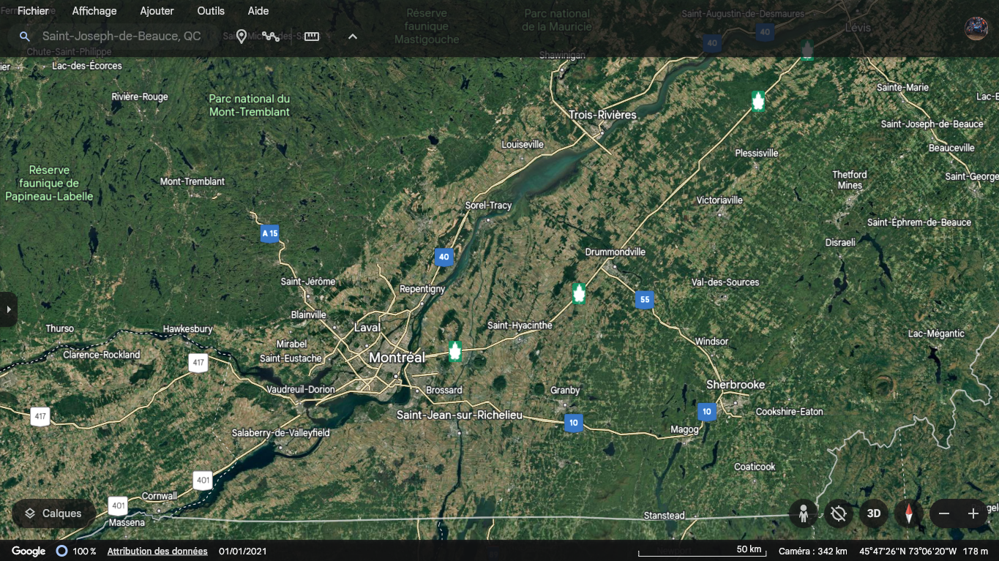 Fichier
Affichage
Ajouter
Outils
Aide
Réserve
faunique
Mastigouche
Parc national
de la Mauricie
Saint-Augustin-de-Desmaures
Lévis
Saint-Joseph-de-Beauce, QC
40
40
Chute-Saint-Philippe
Shawinigan
Lac-des-Écorces
Rivière-Rouge
Parc national du
Mont-Tremblant
Sainte-Marie
Trois-Rivières
Saint-Joseph-de-Beauce
Louiseville
Beauceville
Plessisville
Réserve
faunique de
Papineau-Labelle
Mont-Tremblant
Thetford
Mines
Saint-George
Victoriaville
Sorel-Tracy
Saint-Éphrem-de-Beauce
A 15
Disraeli
Drummondville
40
Saint-Jérôme
Val-des-Sources
Repentigny
55
Blainville
Saint-Hyacinthe
Laval
Thurso
Hawkesbury
Lac-Mégantic
Mirabel
Windsor
Clarence-Rockland
Saint-Eustache
Montréal
417
Sherbrooke
Vaudreuil-Dorion
Brossard
Granby
Cookshire-Eaton
417
Saint-Jean-sur-Richelieu
10
10
Salaberry-de-Valleyfield
Magog
Coaticook
401
Cornwall
401
Calques
Massena
Stanstead
3D
Google
100 %
Attribution des données
01/01/2021
Newport
50 km
Caméra : 342 km
45°47'26"N 73°06'20"W
178 m